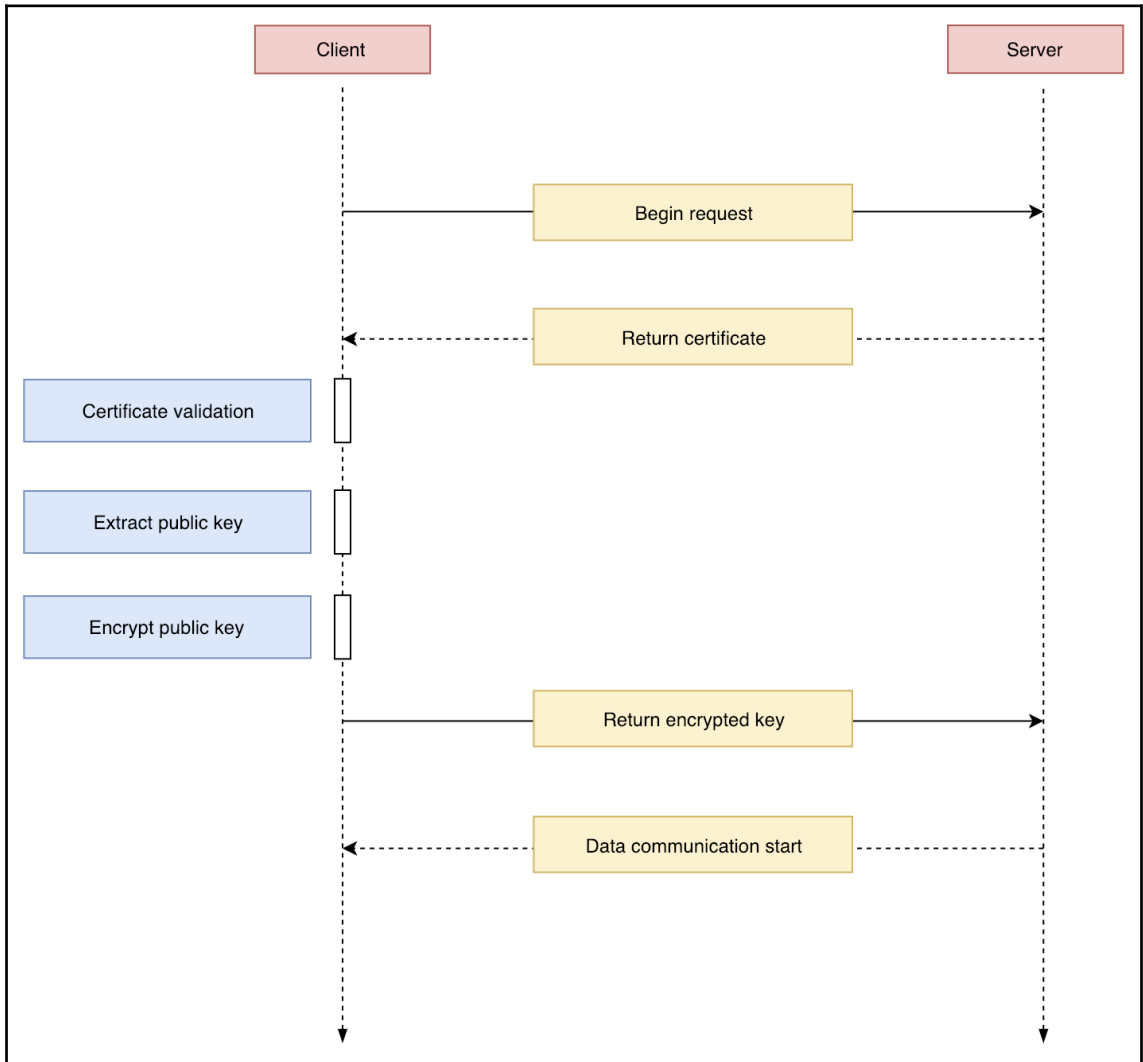 Client
Server
Begin request
Return certificate
Certificate validation
Extract public key
Encrypt public key
Return encrypted key
Data communication start